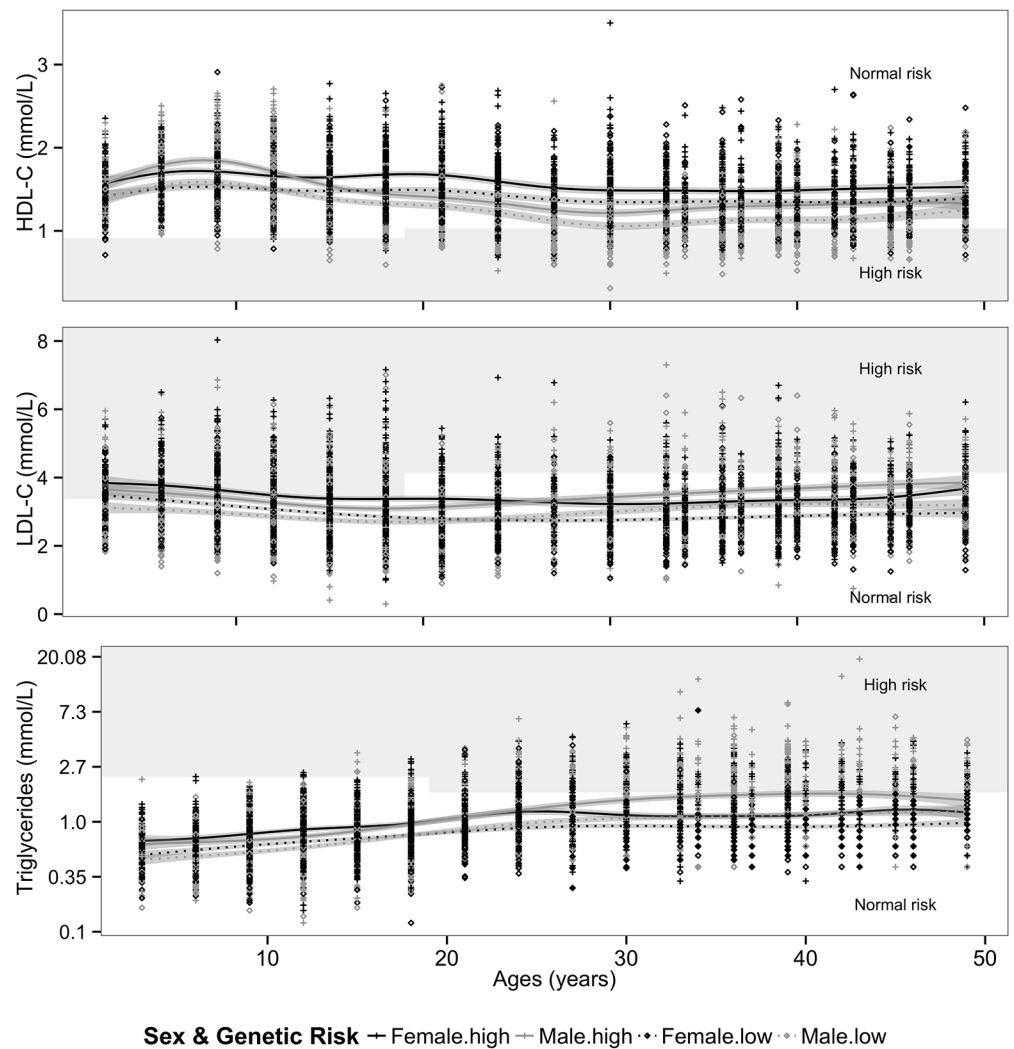 HDL-C (mmol/L)
3
2
1
Normal risk
High risk
LDL-C (mmol/L)
8
6
4
2
0
High risk
Normal risk
Triglycerides (mmol/L)
20.08
7.3
2.7
1.0
0.35
0.1
High risk
Normal risk
10 20 30 40 50
Ages (years)
Sex & Genetic Risk Female.high Male.high Female.low Male.low